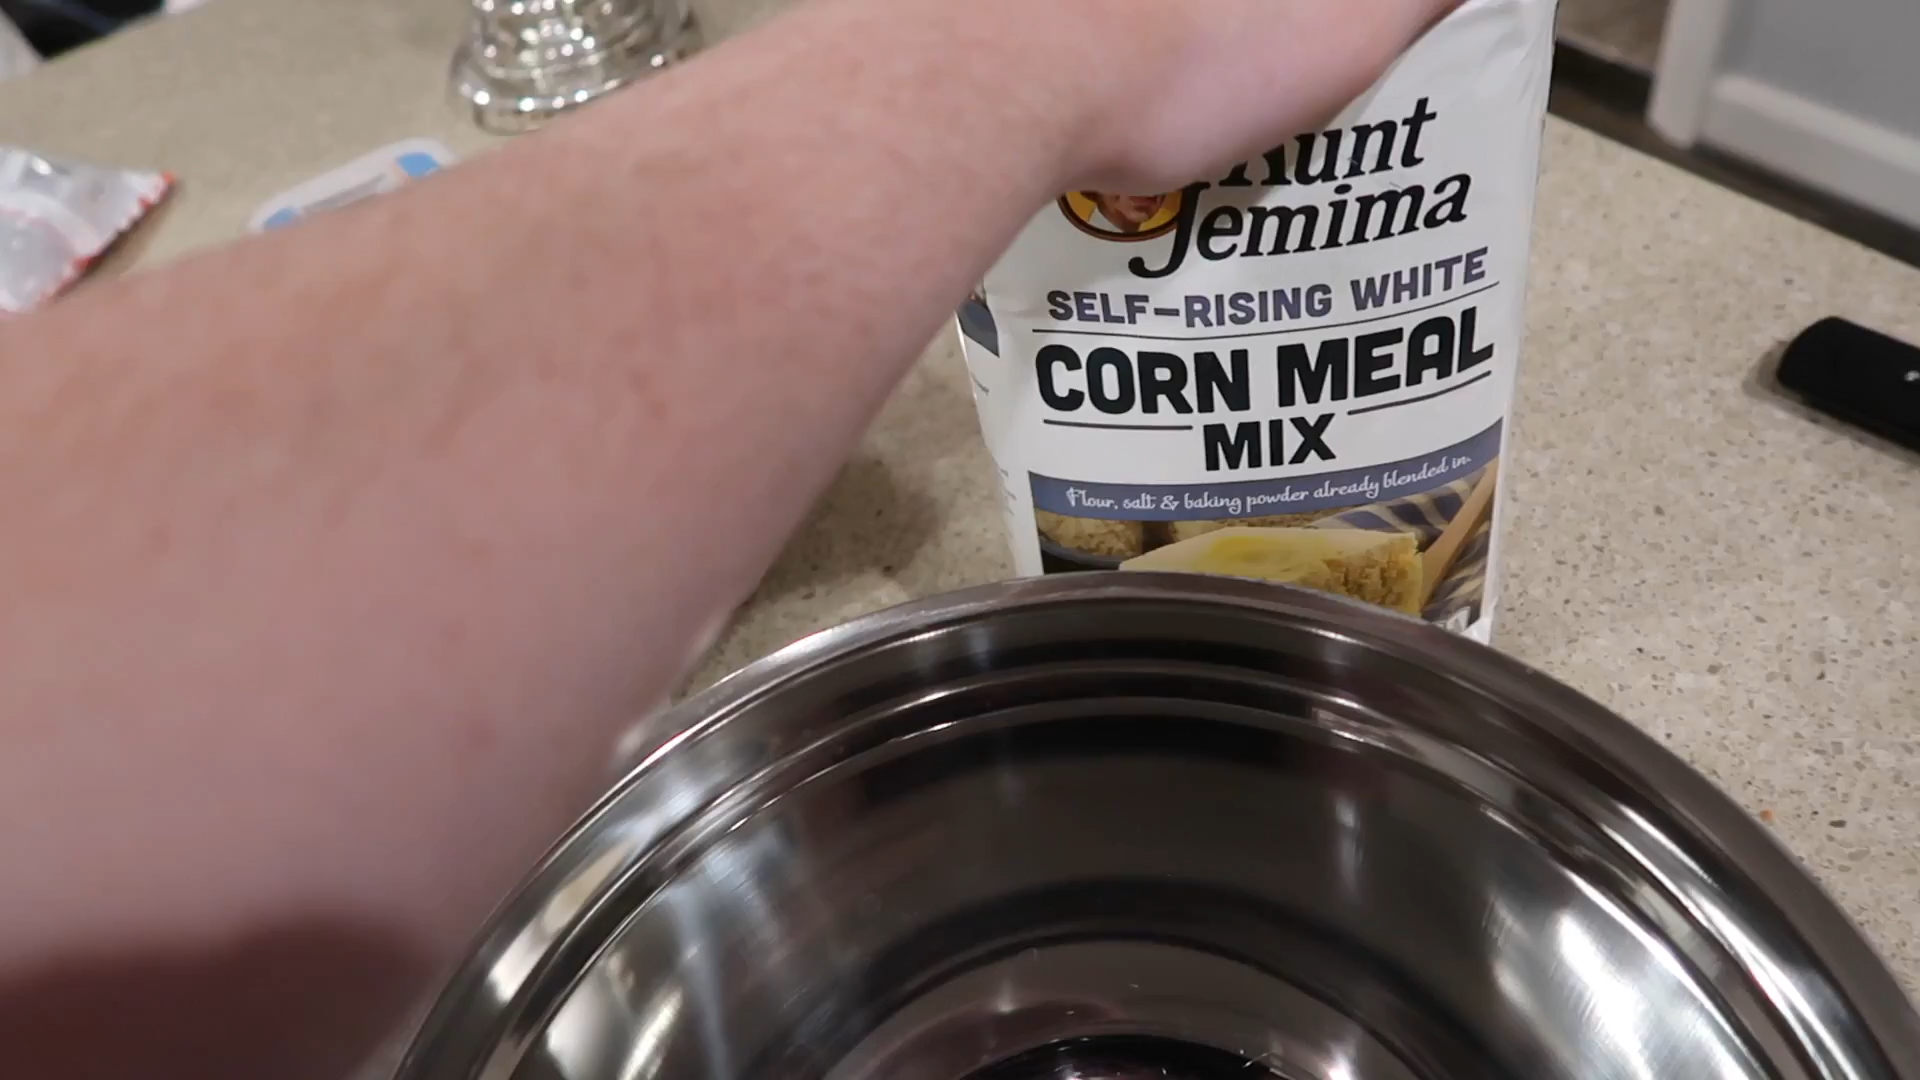 Aunt
Jemima
SELF-RISING WHITE
CORN MEAL
MIX
Flour, salt & baking powder already blended in.